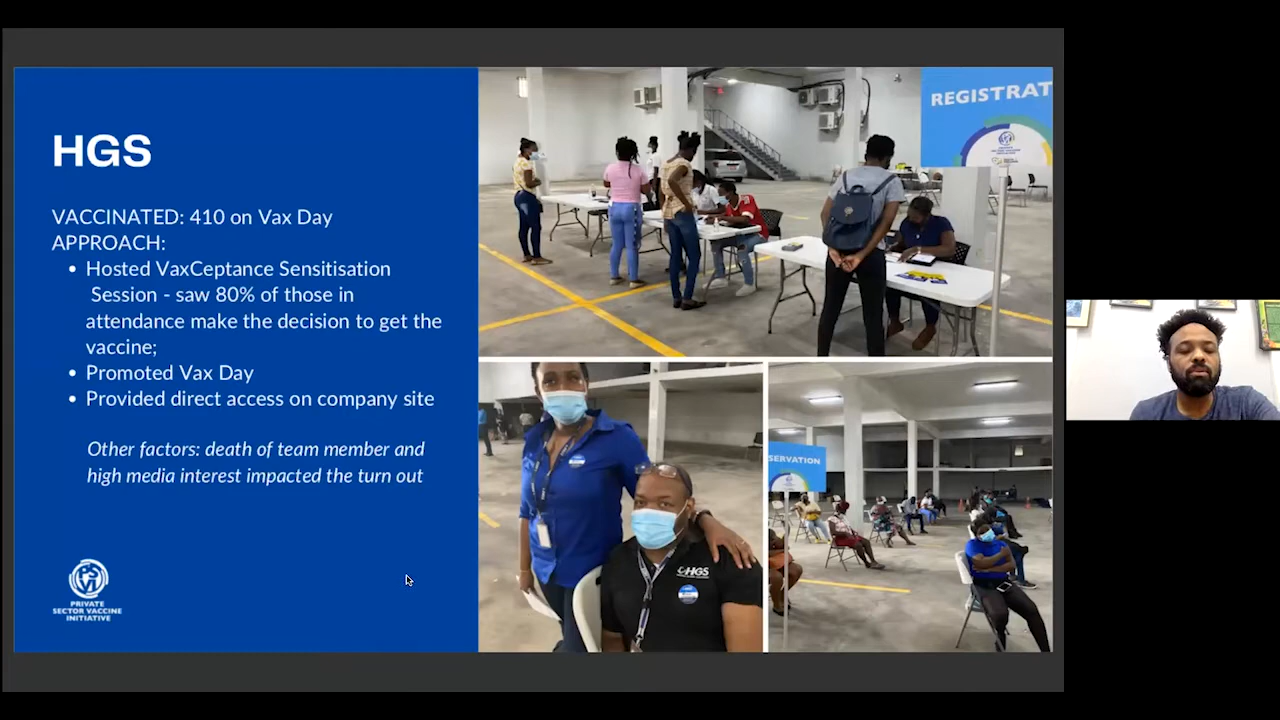 HGS
VACCINATED: 410 on Vax Day
APPROACH:
• Hosted VaxCeptance Sensitisation
Session - saw 80% of those in
attendance make the decision to get the
vaccine;
• Promoted Vax Day
• Provided direct access on company site
Other factors: death of team member and
high media interest impacted the turn out
PRIVATE
SECTOR VACCINE
INITIATIVE
REGISTRAT
HGS
SERVATION